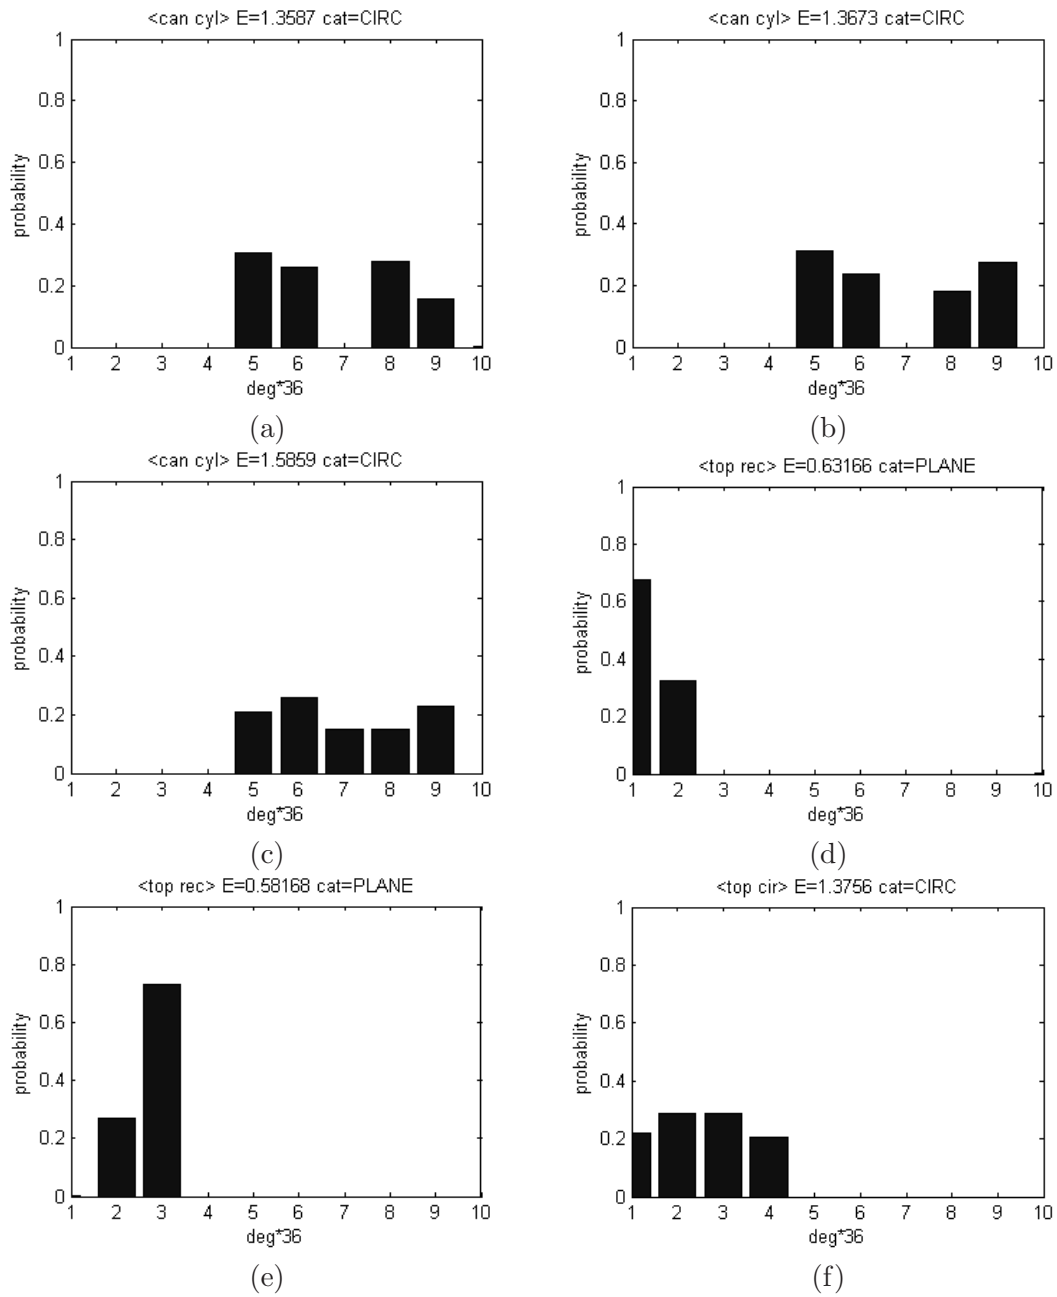 <can cyl> E=1.3587 cat=CIRC
1
0.8
0.6
0.4
0.2
0
probability
1 2 3 4 5 6 7 8 9 10
deg*36
(a)
<can cyl> E=1.3673 cat=CIRC
1
0.8
0.6
0.4
0.2
0
probability
1 2 3 4 5 6 7 8 9 10
deg*36
(b)
<can cyl> E=1.5859 cat=CIRC
1
0.8
0.6
0.4
0.2
0
probability
1 2 3 4 5 6 7 8 9 10
deg*36
(c)
<top rec> E=0.63166 cat=PLANE
1
0.8
0.6
0.4
0.2
0
probability
1 2 3 4 5 6 7 8 9 10
deg*36
(d)
<top rec> E=0.58168 cat=PLANE
1
0.8
0.6
0.4
0.2
0
probability
1 2 3 4 5 6 7 8 9 10
deg*36
(e)
<top cir> E=1.3756 cat=CIRC
1
0.8
0.6
0.4
0.2
0
probability
1 2 3 4 5 6 7 8 9 10
deg*36
(f)